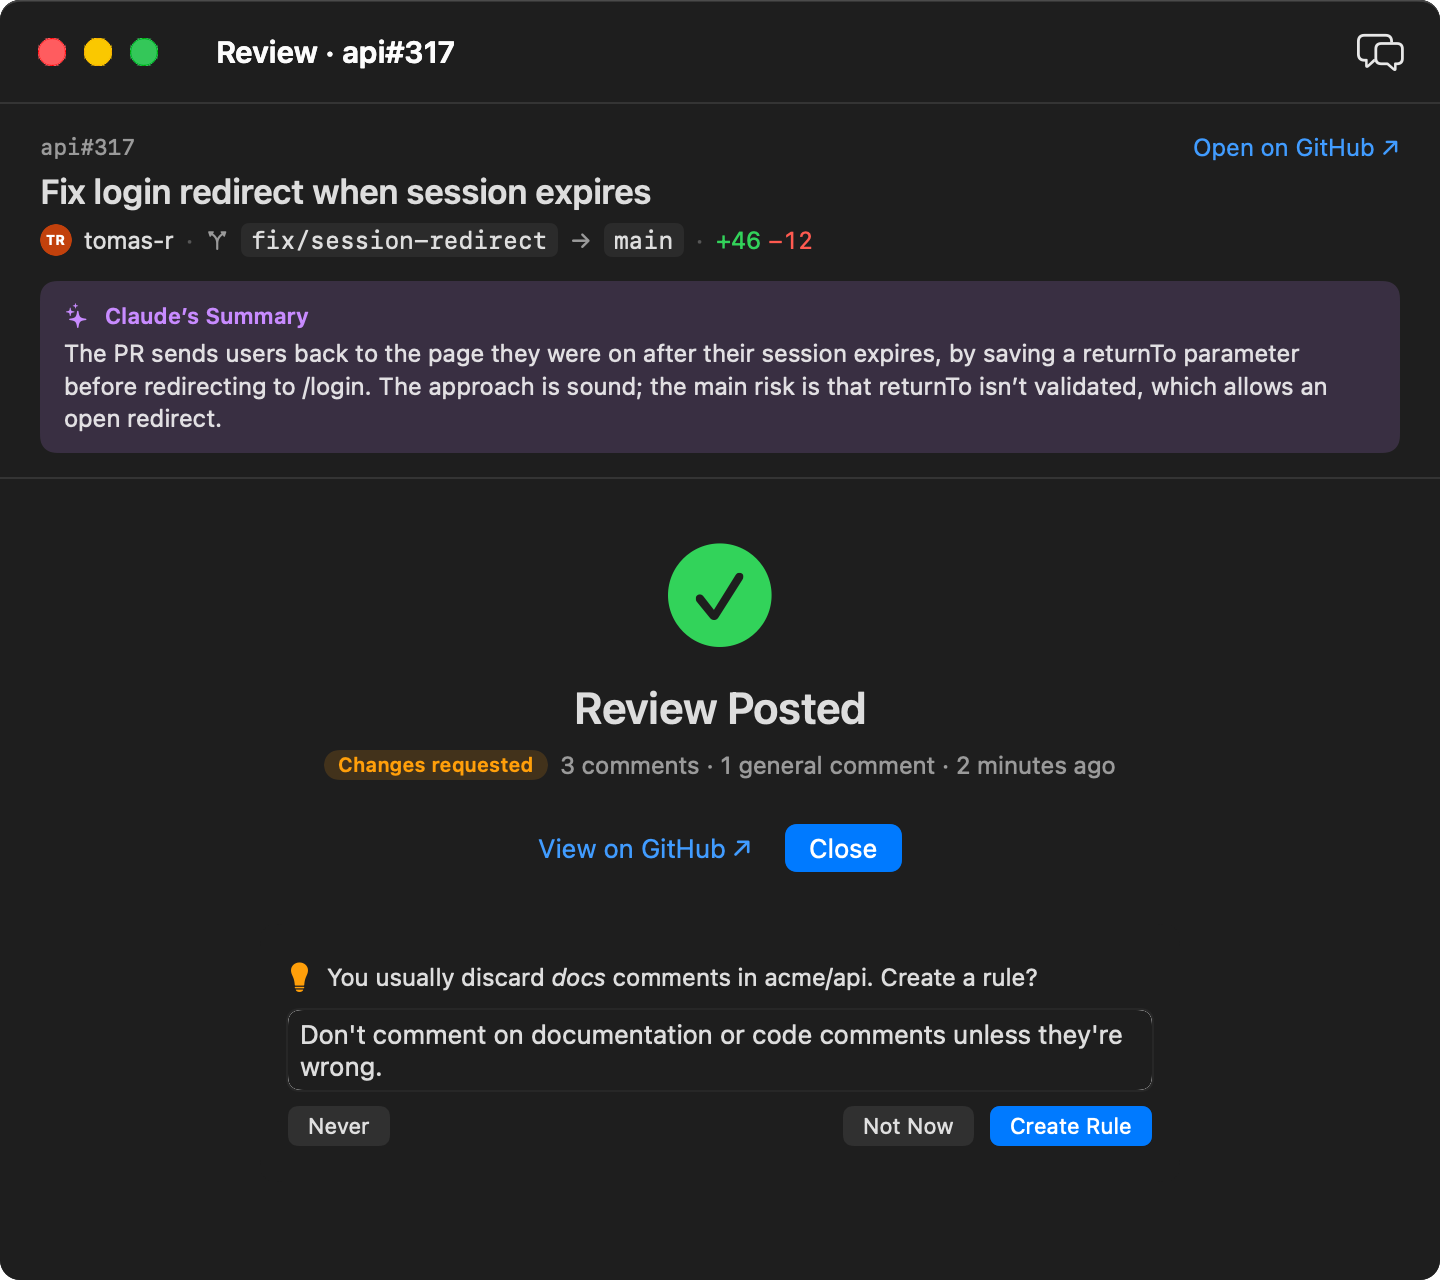 Review · api#317
api#317
Open on GitHub ↗
Fix login redirect when session expires
TR tomas-r · fix/session-redirect → main · +46 −12
Claude’s Summary
The PR sends users back to the page they were on after their session expires, by saving a returnTo parameter
before redirecting to /login. The approach is sound; the main risk is that returnTo isn’t validated, which allows an
open redirect.
Review Posted
Changes requested 3 comments · 1 general comment · 2 minutes ago
View on GitHub ↗ Close
You usually discard docs comments in acme/api. Create a rule?
Don't comment on documentation or code comments unless they're
wrong.
Never Not Now Create Rule